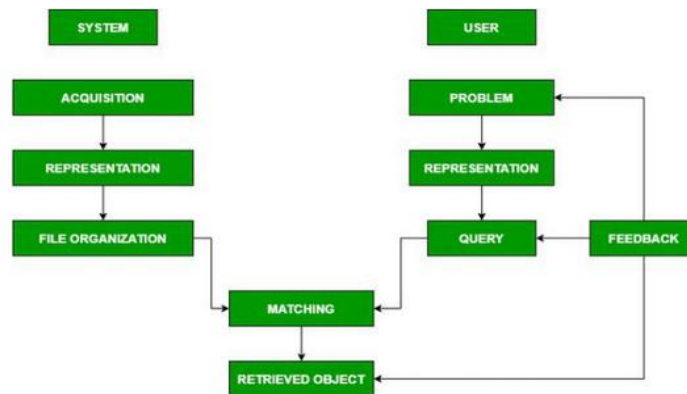 SYSTEM
USER
ACQUISITION
PROBLEM
REPRESENTATION
REPRESENTATION
FILE ORGANIZATION
QUERY
FEEDBACK
MATCHING
RETRIEVED OBJECT